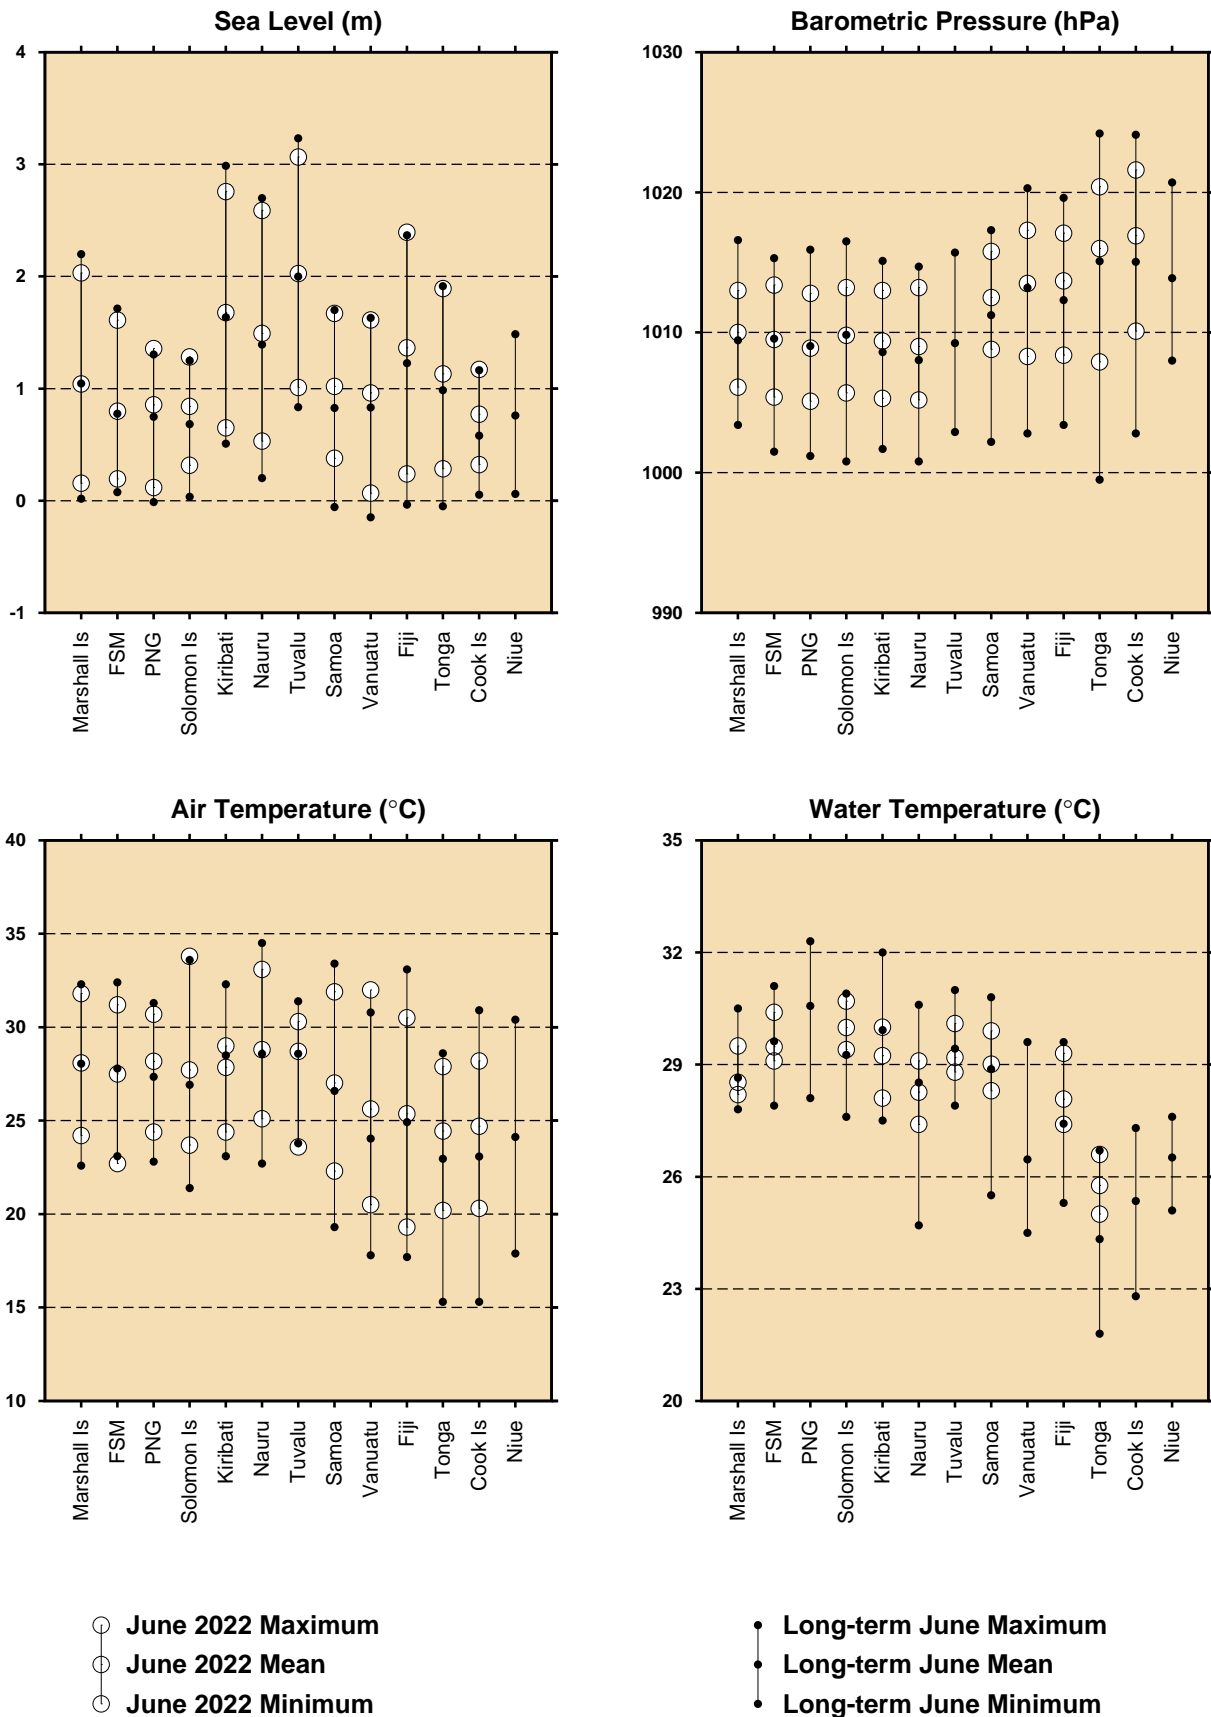 Sea Level (m)
4
3
2
1
0
-1
Marshall Is
FSM
PNG
Solomon Is
Kiribati
Nauru
Tuvalu
Samoa
Vanuatu
Fiji
Tonga
Cook Is
Niue
Barometric Pressure (hPa)
1030
1020
1010
1000
990
Marshall Is
FSM
PNG
Solomon Is
Kiribati
Nauru
Tuvalu
Samoa
Vanuatu
Fiji
Tonga
Cook Is
Niue
Air Temperature (°C)
40
35
30
25
20
15
10
Marshall Is
FSM
PNG
Solomon Is
Kiribati
Nauru
Tuvalu
Samoa
Vanuatu
Fiji
Tonga
Cook Is
Niue
Water Temperature (°C)
35
32
29
26
23
20
Marshall Is
FSM
PNG
Solomon Is
Kiribati
Nauru
Tuvalu
Samoa
Vanuatu
Fiji
Tonga
Cook Is
Niue
June 2022 Maximum
June 2022 Mean
June 2022 Minimum
Long-term June Maximum
Long-term June Mean
Long-term June Minimum